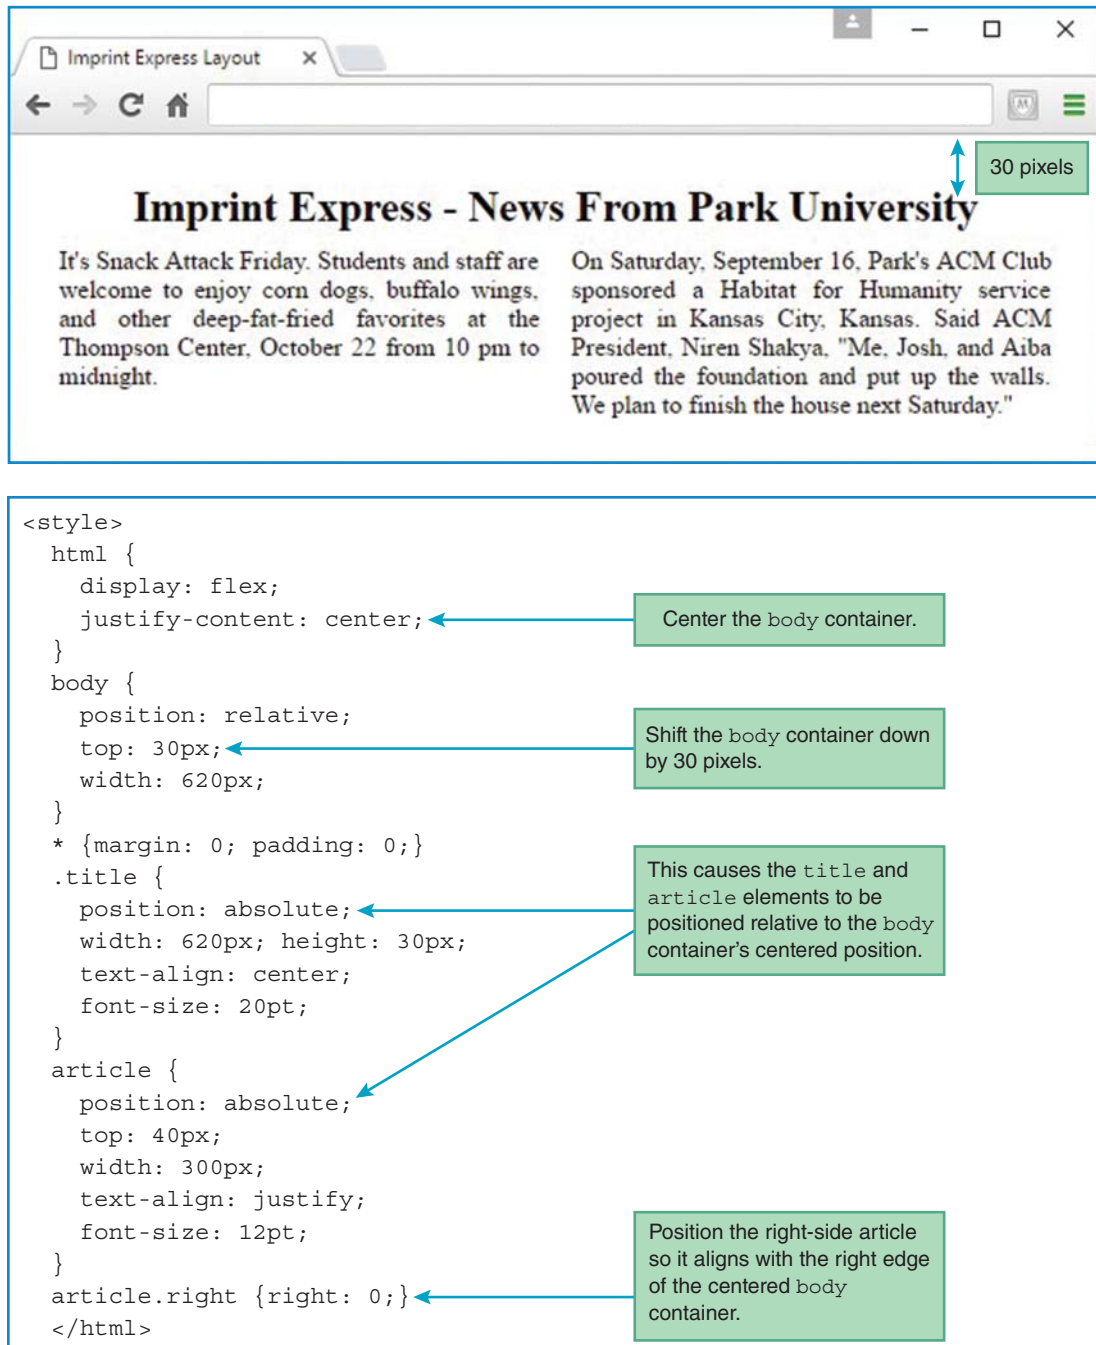 Imprint Express Layout
30 pixels
Imprint Express - News From Park University
It's Snack Attack Friday. Students and staff are
welcome to enjoy corn dogs, buffalo wings,
and other deep-fat-fried favorites at the
Thompson Center, October 22 from 10 pm to
midnight.
On Saturday, September 16, Park's ACM Club
sponsored a Habitat for Humanity service
project in Kansas City, Kansas. Said ACM
President, Niren Shakya, "Me, Josh, and Aiba
poured the foundation and put up the walls.
We plan to finish the house next Saturday."
<style>
html {
display: flex;
justify-content: center;
Center the body container.
}
body {
position: relative;
top: 30px;
Shift the body container down
by 30 pixels.
width: 620px;
}
* {margin: 0; padding: 0;}
.title {
position: absolute;
This causes the title and
article elements to be
positioned relative to the body
container's centered position.
width: 620px; height: 30px;
text-align: center;
font-size: 20pt;
}
article {
position: absolute;
top: 40px;
width: 300px;
text-align: justify;
font-size: 12pt;
}
article.right {right: 0;}
Position the right-side article
so it aligns with the right edge
of the centered body
container.
</html>